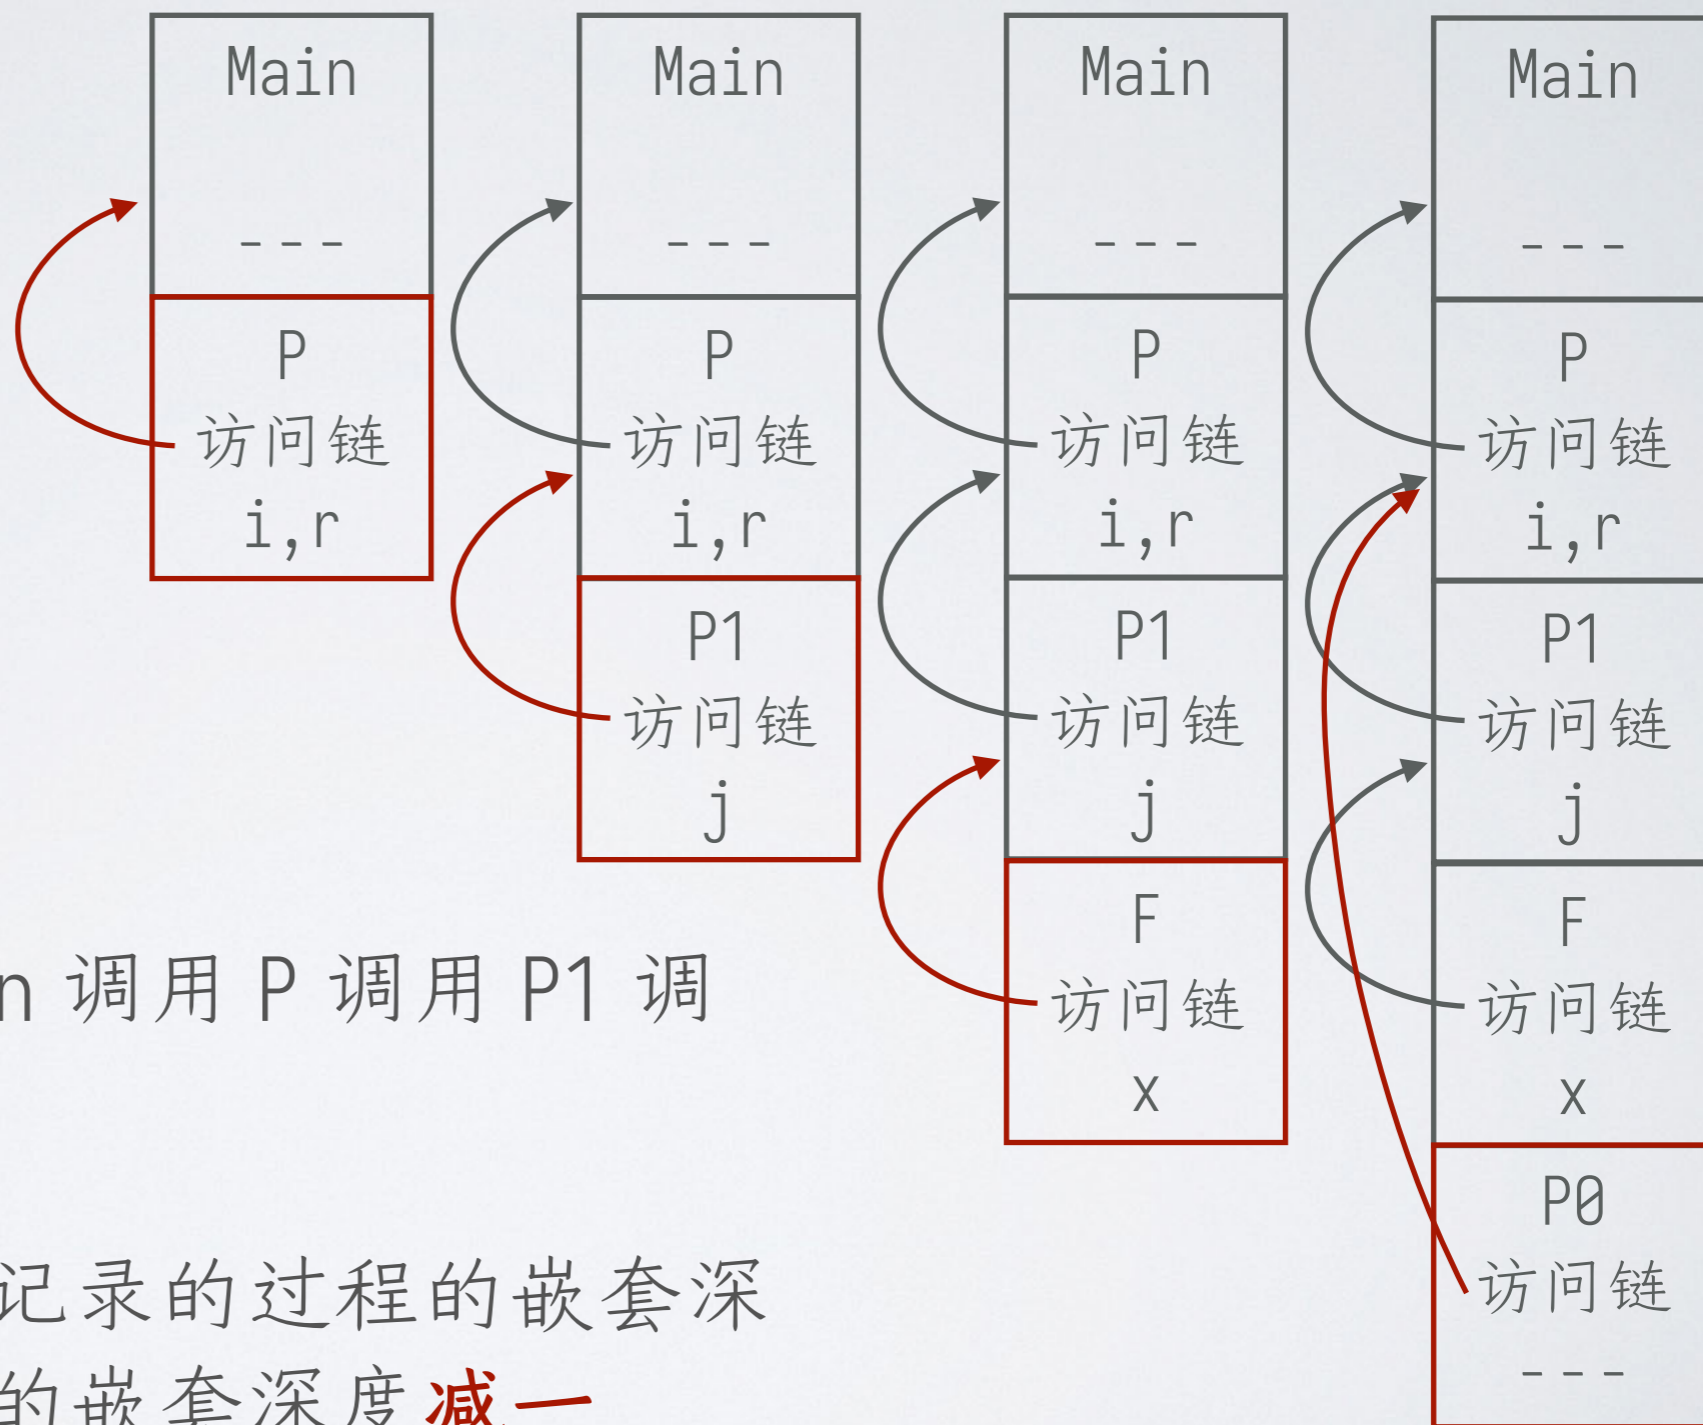 Main
---
P
访问链
i,r
Main
---
P
访问链
i,r
P1
访问链
j
Main
---
P
访问链
i,r
P1
访问链
j
F
访问链
x
Main
---
P
访问链
i,r
P1
访问链
j
F
访问链
x
P0
访问链
---
n 调用 P 调用 P1 调
记录的过程的嵌套深
的嵌套深度减一